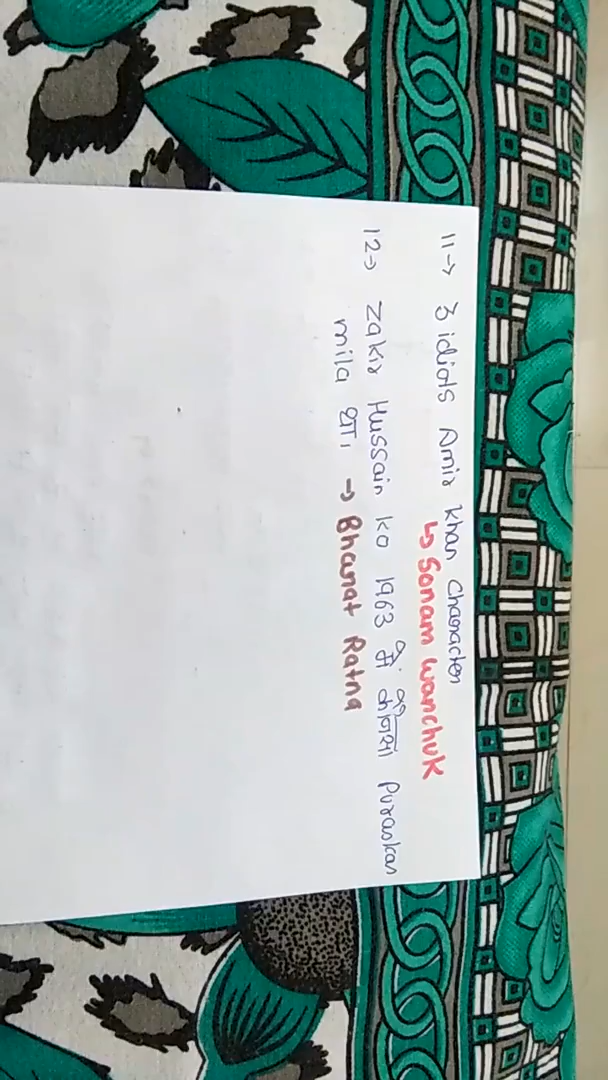 11→ 3 idiots Amir Khan Character
↳ Sonam Wanchuk
12→ Zakir Hussain ko 1963 में कौनसा Puraskar
mila था। → Bharat Ratna